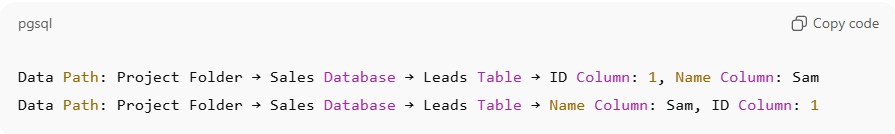 pgsql
Copy code
Data Path: Project Folder → Sales Database → Leads Table → ID Column: 1, Name Column: Sam
Data Path: Project Folder → Sales Database → Leads Table → Name Column: Sam, ID Column: 1